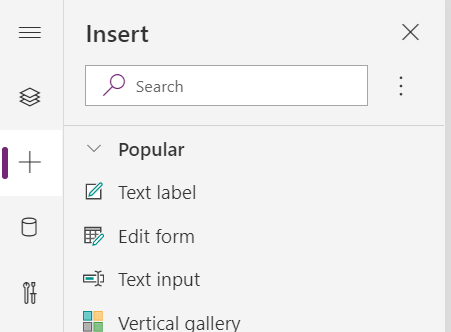 Insert
Search
Popular
Text label
Edit form
Text input
Vertical gallery